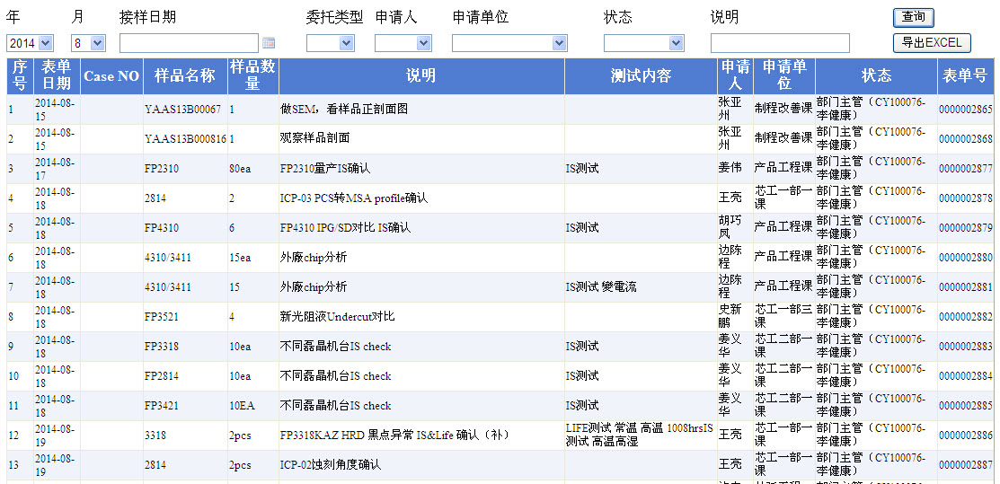 年 月 接样日期 委托类型 申请人 申请单位 状态 说明 查询
2014 8 导出EXCEL
序号 表单日期 Case NO 样品名称 样品数量 说明 测试内容 申请人 申请单位 状态 表单号
1 2014-08-15 YAAS13B00067 1 做SEM，看样品正剖面图 张亚州 制程改善课 部门主管（CY100076-李健康） 0000002865
2 2014-08-15 YAAS13B000816 1 观察样品剖面 张亚州 制程改善课 部门主管（CY100076-李健康） 0000002868
3 2014-08-17 FP2310 80ea FP2310量产IS确认 IS测试 姜伟 产品工程课 部门主管（CY100076-李健康） 0000002877
4 2014-08-18 2814 2 ICP-03 PCS转MSA profile确认 王亮 芯工一部一课 部门主管（CY100076-李健康） 0000002878
5 2014-08-18 FP4310 6 FP4310 IPG/SD对比 IS确认 IS测试 胡巧凤 产品工程课 部门主管（CY100076-李健康） 0000002879
6 2014-08-18 4310/3411 15ea 外廠chip分析 边陈程 产品工程课 部门主管（CY100076-李健康） 0000002880
7 2014-08-18 4310/3411 15 外廠chip分析 IS测试 變電流 边陈程 产品工程课 部门主管（CY100076-李健康） 0000002881
8 2014-08-18 FP3521 4 新光阻液Undercut对比 史新鹏 芯工一部三课 部门主管（CY100076-李健康） 0000002882
9 2014-08-18 FP3318 10ea 不同磊晶机台IS check IS测试 姜义华 芯工二部一课 部门主管（CY100076-李健康） 0000002883
10 2014-08-18 FP2814 10ea 不同磊晶机台IS check IS测试 姜义华 芯工二部一课 部门主管（CY100076-李健康） 0000002884
11 2014-08-18 FP3421 10EA 不同磊晶机台IS check IS测试 姜义华 芯工二部一课 部门主管（CY100076-李健康） 0000002885
12 2014-08-19 3318 2pcs FP3318KAZ HRD 黑点异常 IS&Life 确认（补） LIFE测试 常温 高温 1008hrsIS测试 高温高湿 王亮 芯工一部一课 部门主管（CY100076-李健康） 0000002886
13 2014-08-19 2814 2pcs ICP-02蚀刻角度确认 王亮 芯工一部一课 部门主管（CY100076-李健康） 0000002887